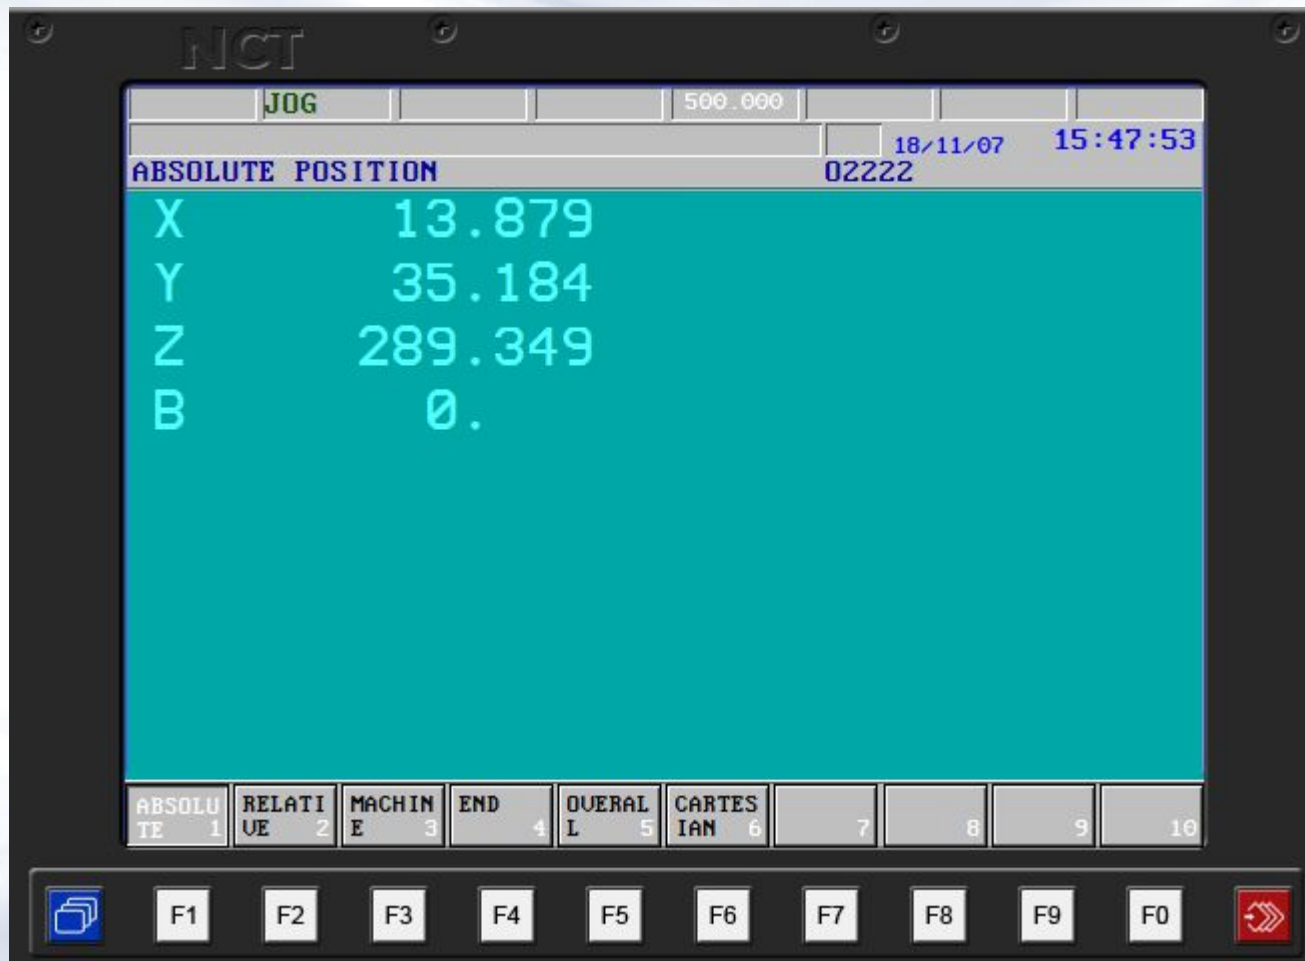 NCT
JOG 500.000
18/11/07 15:47:53
ABSOLUTE POSITION O2222
X 13.879
Y 35.184
Z 289.349
B 0.
ABSOLU RELATI MACHIN END OVERAL CARTES
TE 1 VE 2 E 3 4 L 5 IAN 6 7 8 9 10
F1 F2 F3 F4 F5 F6 F7 F8 F9 F0